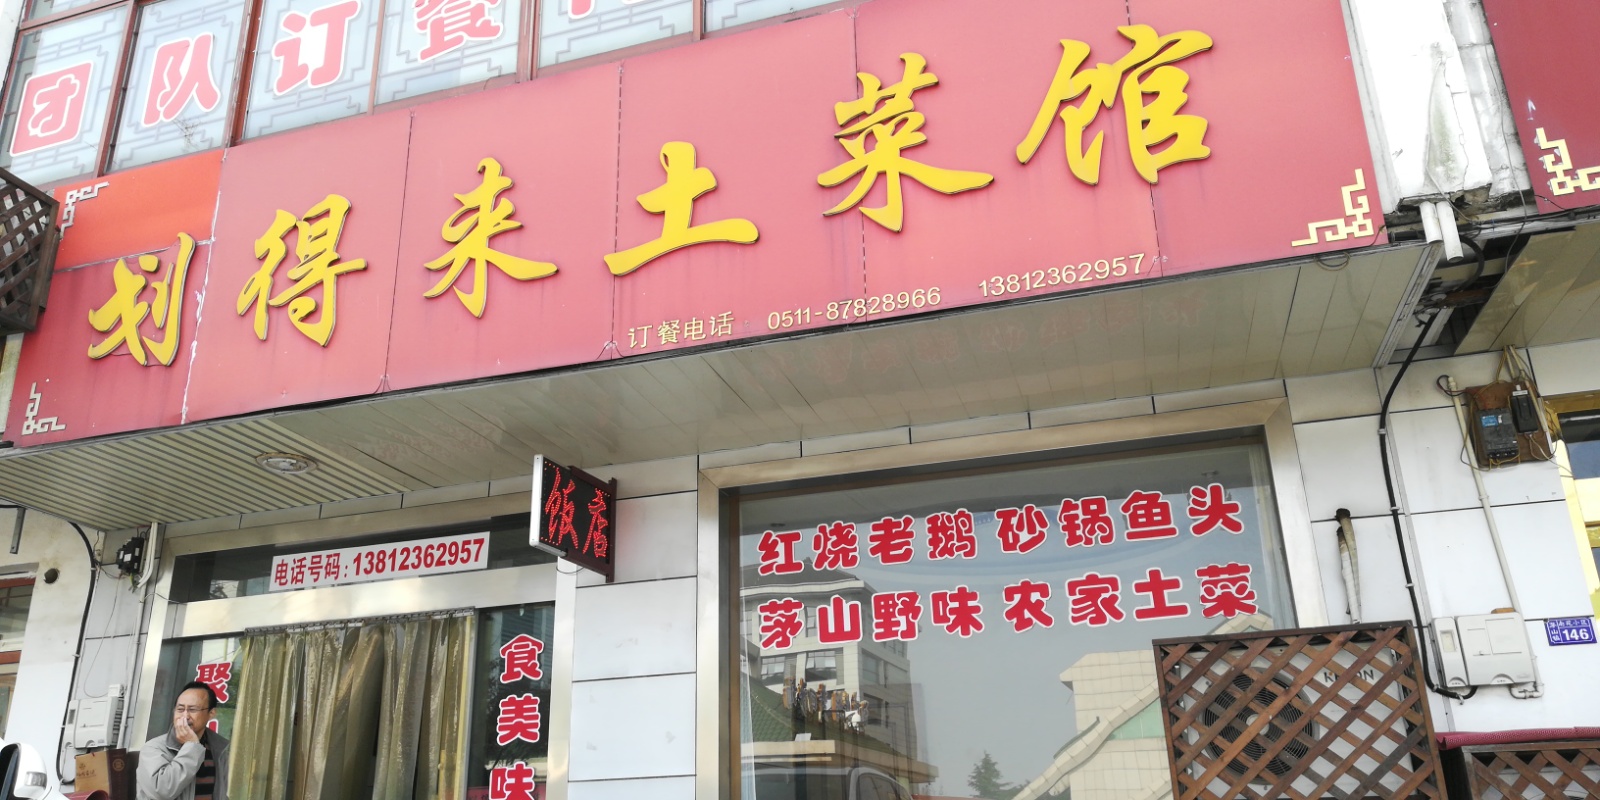 团队订餐
划得来土菜馆
订餐电话 0511-87828966 13812362957
饭店
电话号码:13812362957
红烧老鹅 砂锅鱼头
茅山野味 农家土菜
聚
食美味
146